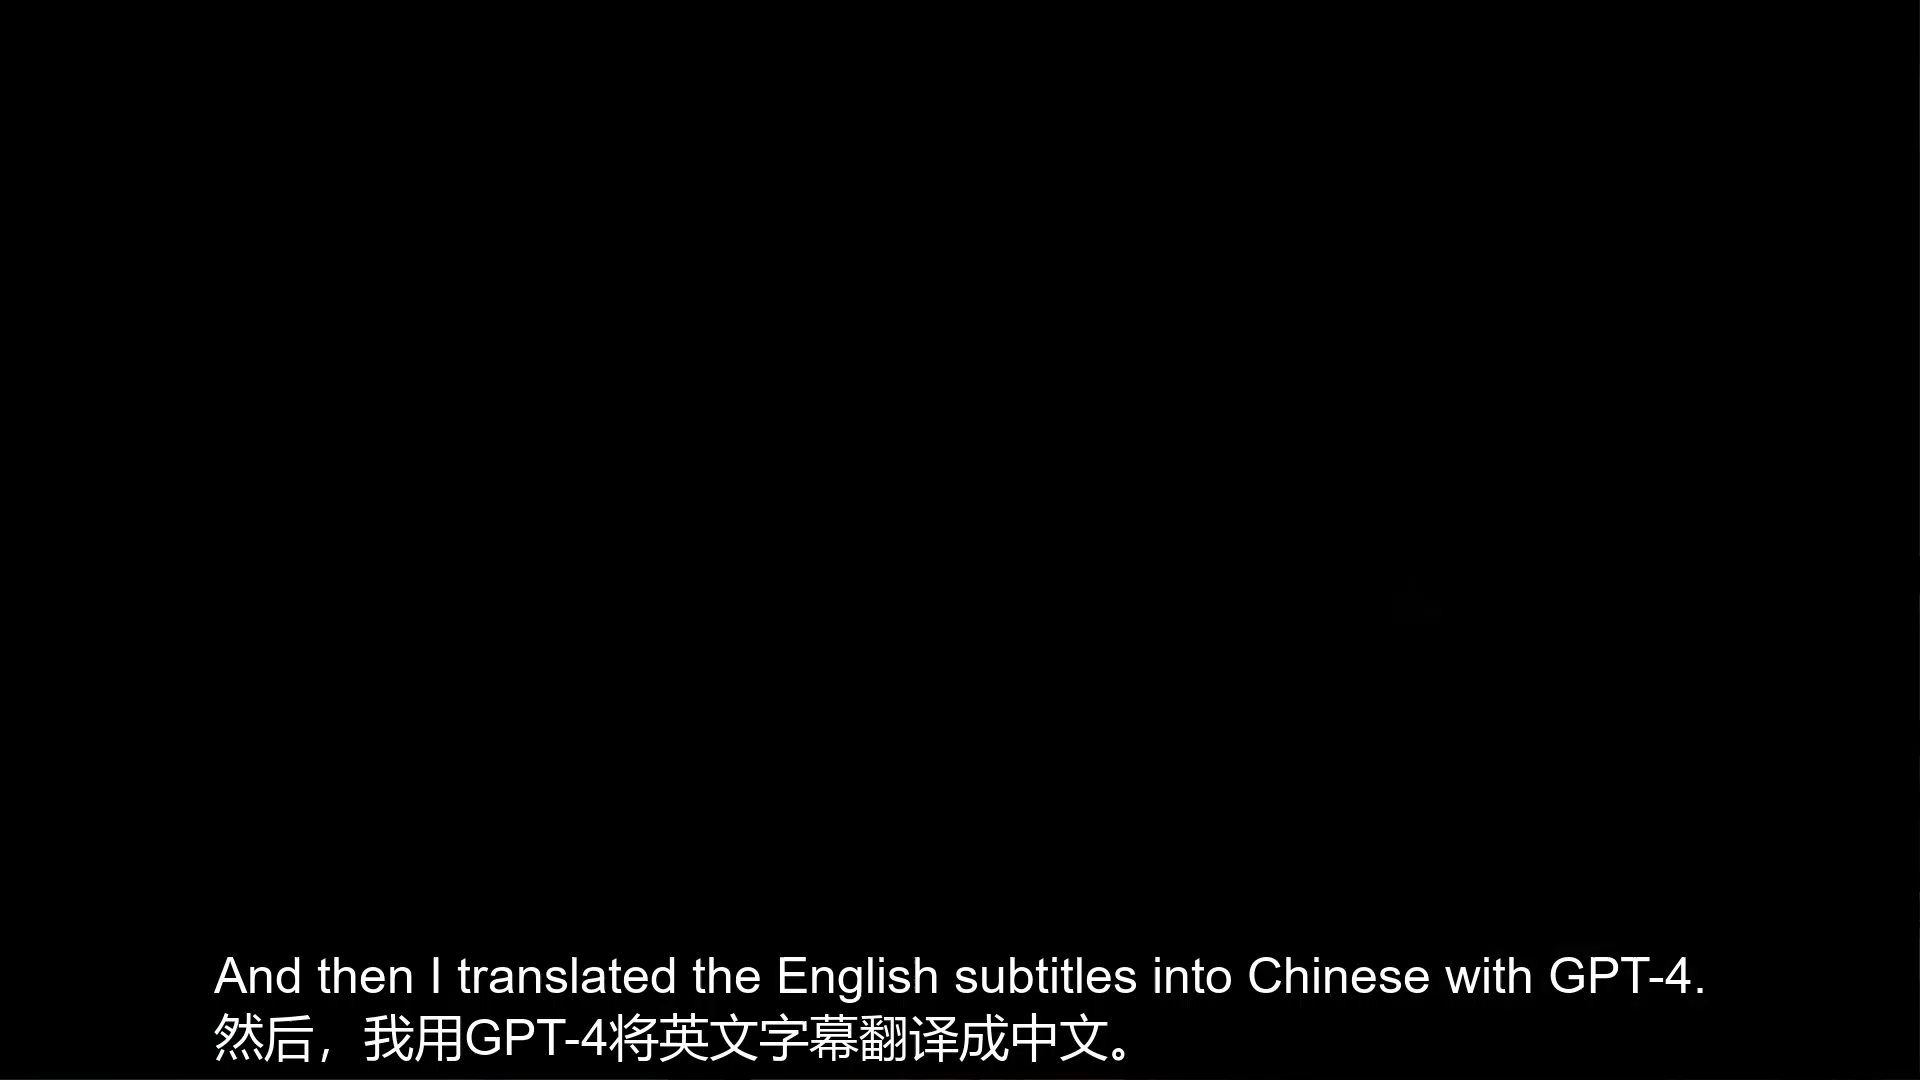 And then I translated the English subtitles into Chinese with GPT-4.
然后，我用GPT-4将英文字幕翻译成中文。